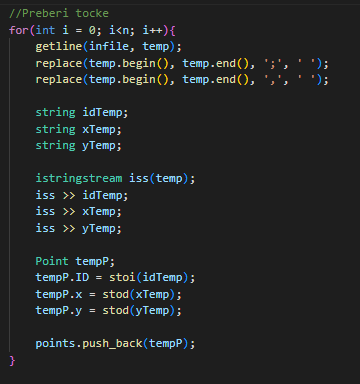 //Preberi tocke
for(int i = 0; i<n; i++){
    getline(infile, temp);
    replace(temp.begin(), temp.end(), ';', ' ');
    replace(temp.begin(), temp.end(), ',', ' ');

    string idTemp;
    string xTemp;
    string yTemp;

    istringstream iss(temp);
    iss >> idTemp;
    iss >> xTemp;
    iss >> yTemp;

    Point tempP;
    tempP.ID = stoi(idTemp);
    tempP.x = stod(xTemp);
    tempP.y = stod(yTemp);

    points.push_back(tempP);
}